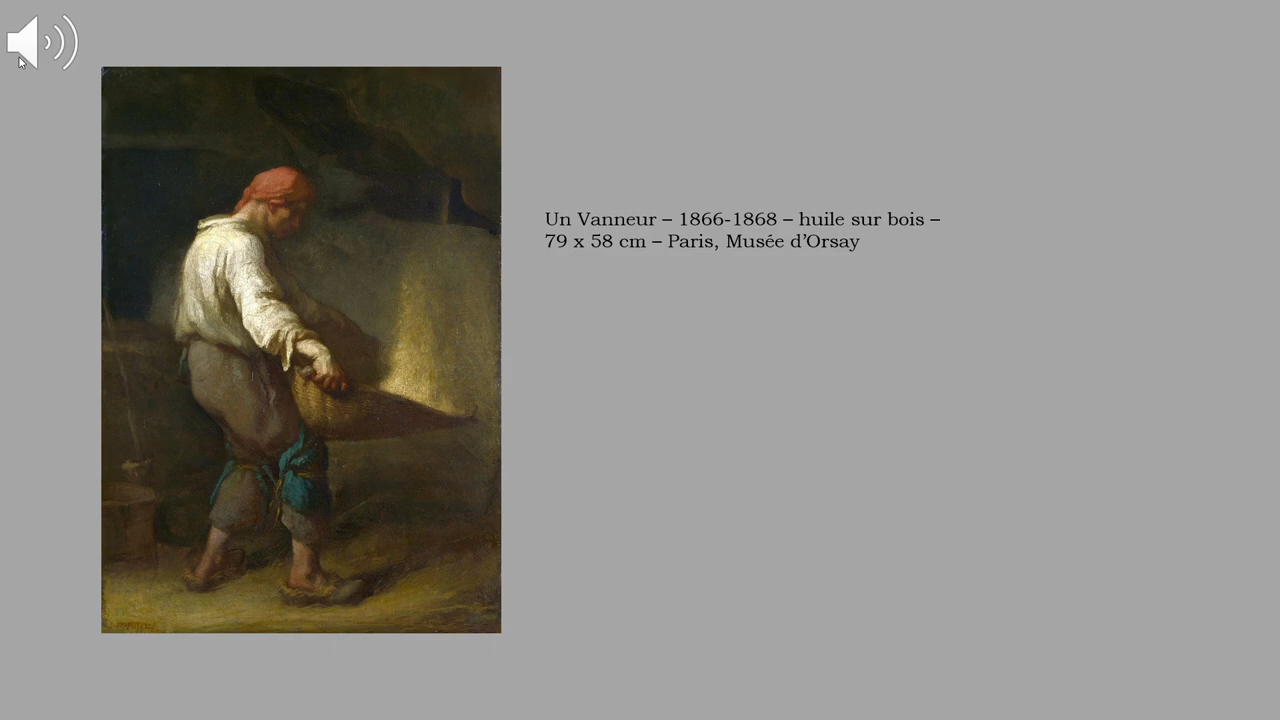 Un Vanneur – 1866-1868 – huile sur bois –
79 x 58 cm – Paris, Musée d’Orsay